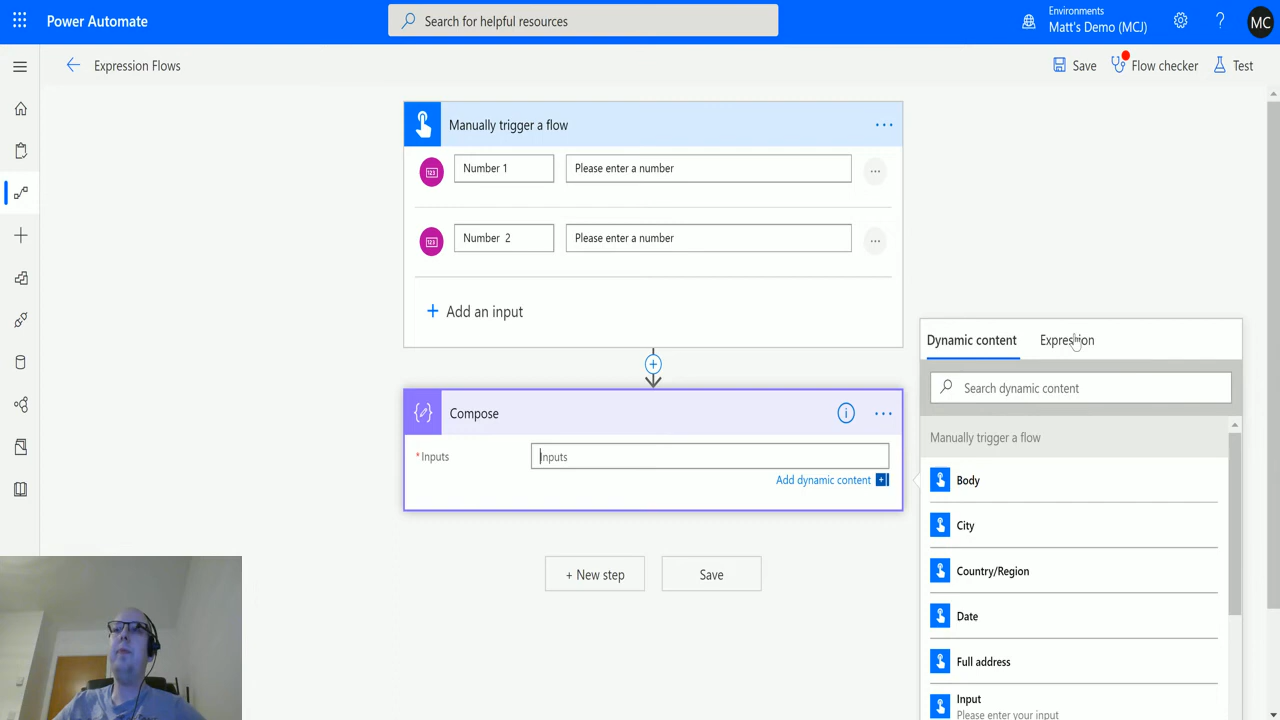 Power Automate
Search for helpful resources
Environments
Matt's Demo (MCJ)
?
MC
Expression Flows
Save
Flow checker
Test
Manually trigger a flow
...
123
Number 1
Please enter a number
...
123
Number 2
Please enter a number
...
+ Add an input
+
{ } Compose
i
...
* Inputs
Inputs
Add dynamic content +
+ New step
Save
Dynamic content
Expression
Search dynamic content
Manually trigger a flow
Body
City
Country/Region
Date
Full address
Input
Please enter your input